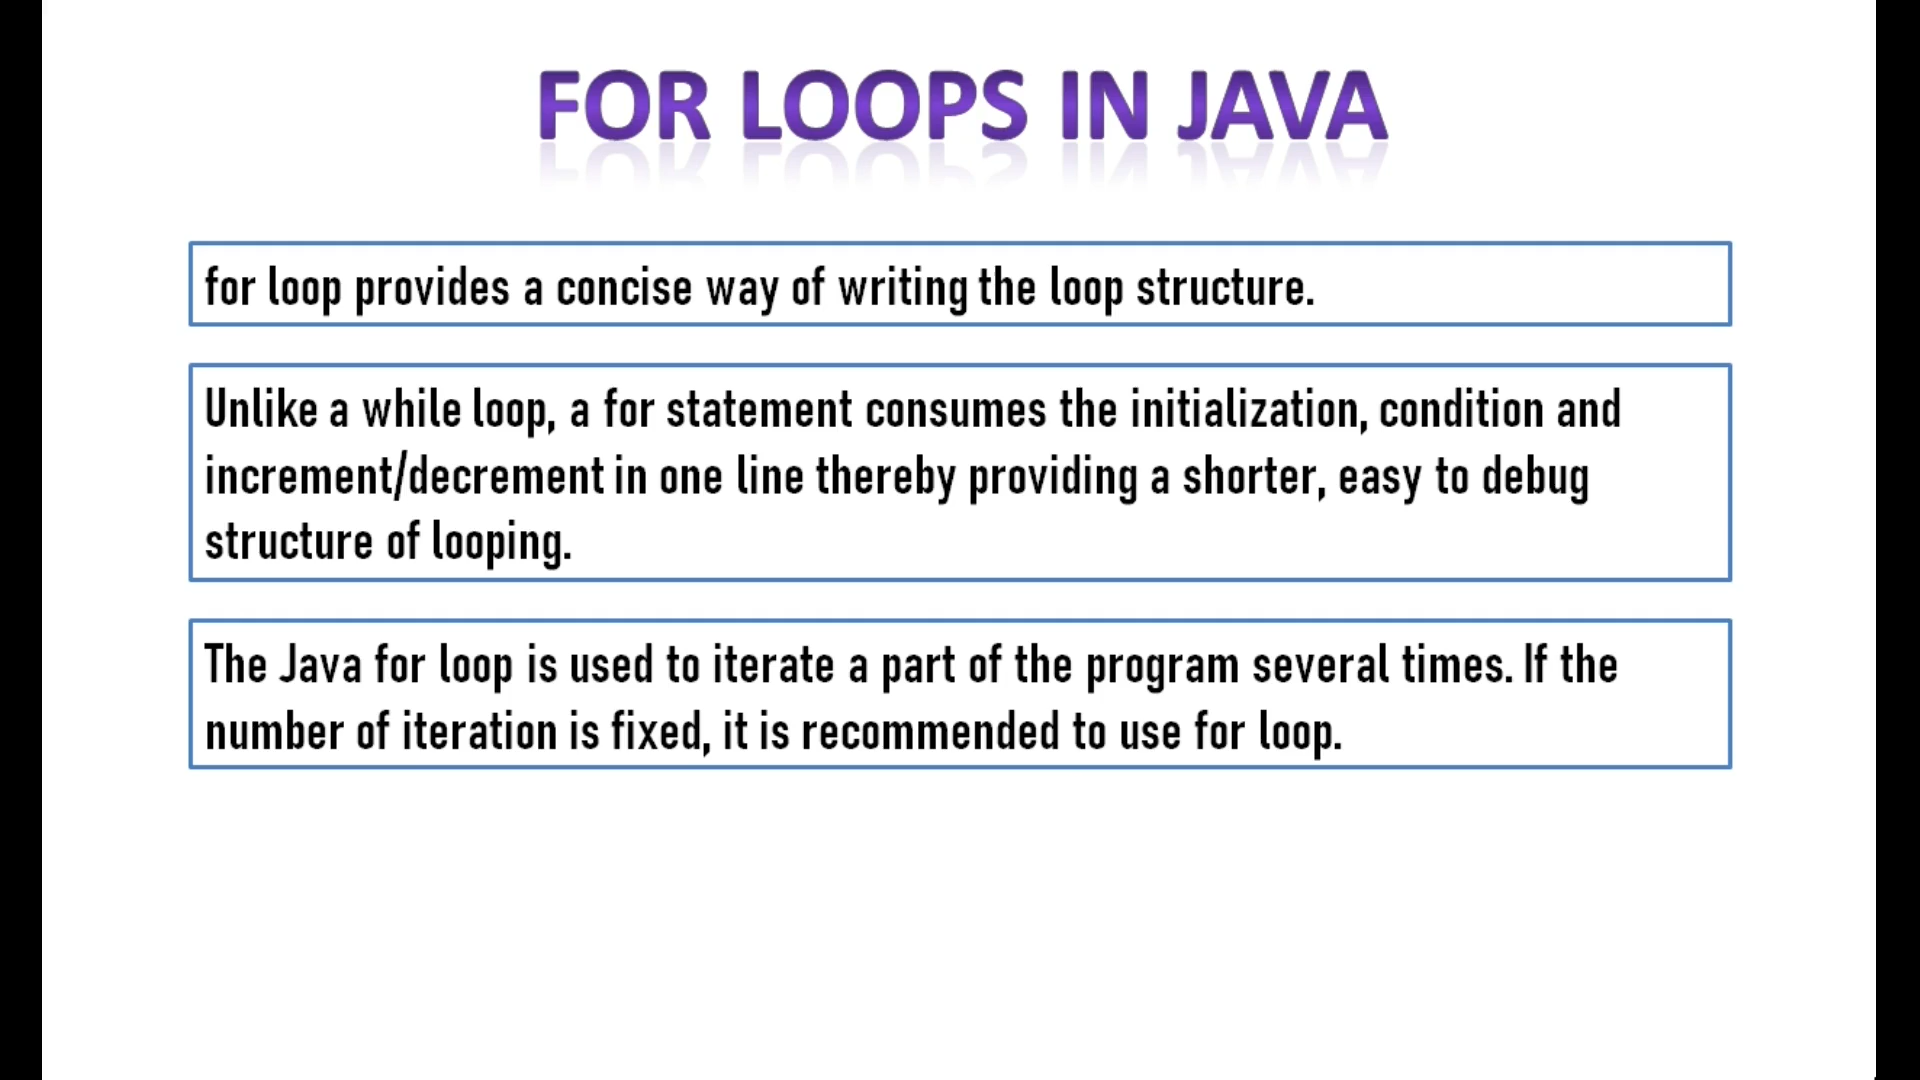 FOR LOOPS IN JAVA
for loop provides a concise way of writing the loop structure.
Unlike a while loop, a for statement consumes the initialization, condition and
increment/decrement in one line thereby providing a shorter, easy to debug
structure of looping.
The Java for loop is used to iterate a part of the program several times. If the
number of iteration is fixed, it is recommended to use for loop.